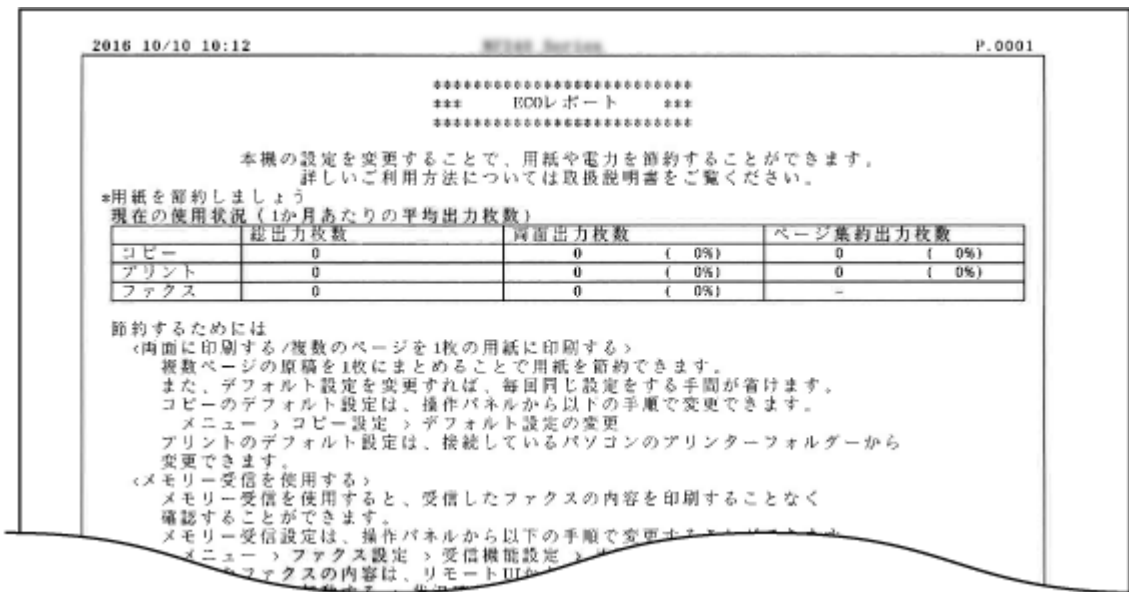 2016 10/10 10:12 P.0001
**************************
*** ECOレポート ***
**************************
本機の設定を変更することで、用紙や電力を節約することができます。
詳しいご利用方法については取扱説明書をご覧ください。
*用紙を節約しましょう
現在の使用状況(1か月あたりの平均出力枚数)
総出力枚数 両面出力枚数 ページ集約出力枚数
コピー 0 0 ( 0%) 0 ( 0%)
プリント 0 0 ( 0%) 0 ( 0%)
ファクス 0 0 ( 0%) -
節約するためには
<両面に印刷する/複数のページを1枚の用紙に印刷する>
複数ページの原稿を1枚にまとめることで用紙を節約できます。
また、デフォルト設定を変更すれば、毎回同じ設定をする手間が省けます。
コピーのデフォルト設定は、操作パネルから以下の手順で変更できます。
メニュー > コピー設定 > デフォルト設定の変更
プリントのデフォルト設定は、接続しているパソコンのプリンターフォルダーから
変更できます。
<メモリー受信を使用する>
メモリー受信を使用すると、受信したファクスの内容を印刷することなく
確認することができます。
メモリー受信設定は、操作パネルから以下の手順で変更する
メニュー > ファクス設定 > 受信機能設定 >
ファクスの内容は、リモートUI